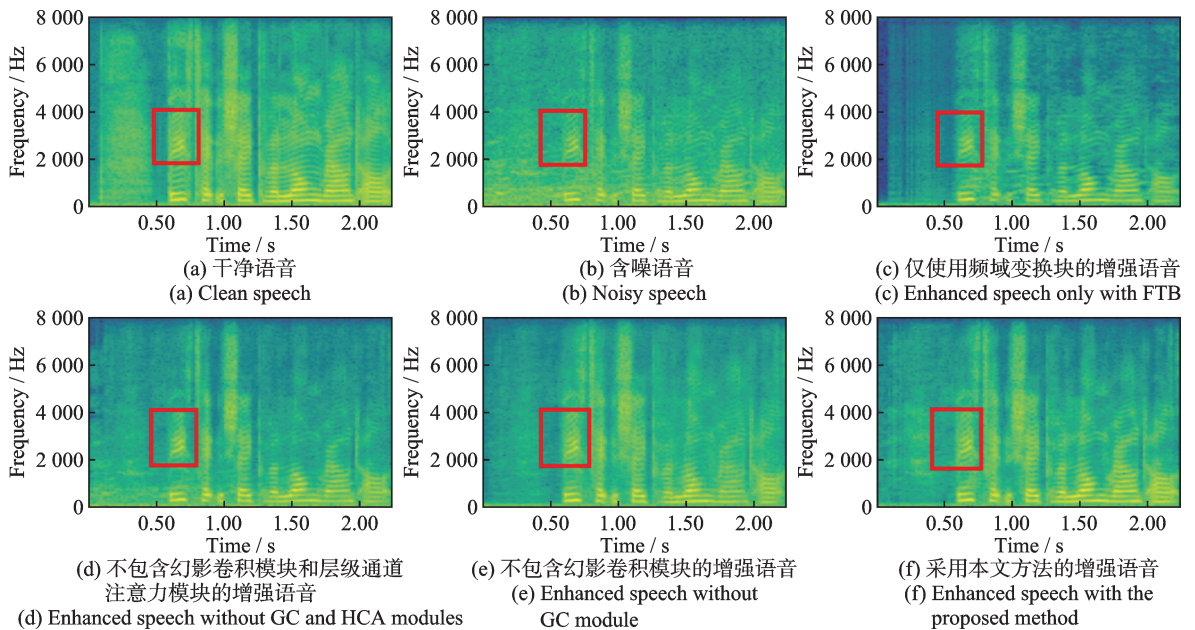 8 000
6 000
4 000
2 000
0
Frequency / Hz
0.50 1.00 1.50 2.00
Time / s
(a) 干净语音
(a) Clean speech
8 000
6 000
4 000
2 000
0
Frequency / Hz
0.50 1.00 1.50 2.00
Time / s
(b) 含噪语音
(b) Noisy speech
8 000
6 000
4 000
2 000
0
Frequency / Hz
0.50 1.00 1.50 2.00
Time / s
(c) 仅使用频域变换块的增强语音
(c) Enhanced speech only with FTB
8 000
6 000
4 000
2 000
0
Frequency / Hz
0.50 1.00 1.50 2.00
Time / s
(d) 不包含幻影卷积模块和层级通道
注意力模块的增强语音
(d) Enhanced speech without GC and HCA modules
8 000
6 000
4 000
2 000
0
Frequency / Hz
0.50 1.00 1.50 2.00
Time / s
(e) 不包含幻影卷积模块的增强语音
(e) Enhanced speech without
GC module
8 000
6 000
4 000
2 000
0
Frequency / Hz
0.50 1.00 1.50 2.00
Time / s
(f) 采用本文方法的增强语音
(f) Enhanced speech with the
proposed method